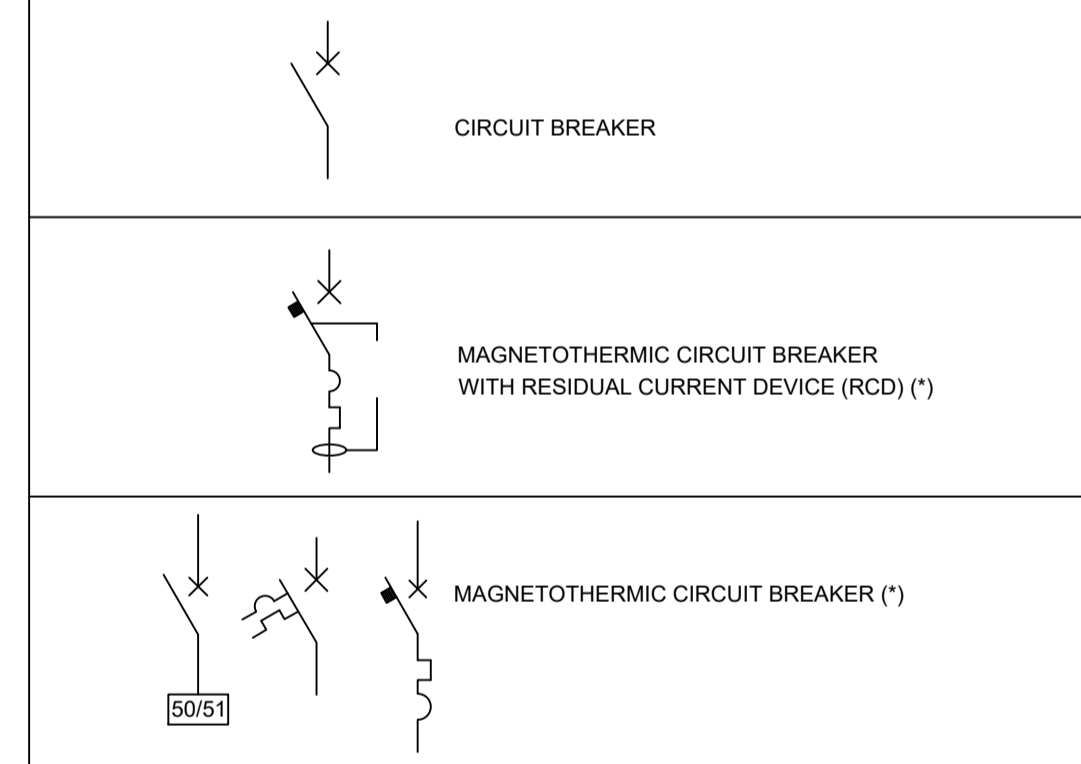 CIRCUIT BREAKER
MAGNETOTHERMIC CIRCUIT BREAKER
WITH RESIDUAL CURRENT DEVICE (RCD) (*)
MAGNETOTHERMIC CIRCUIT BREAKER (*)
50/51